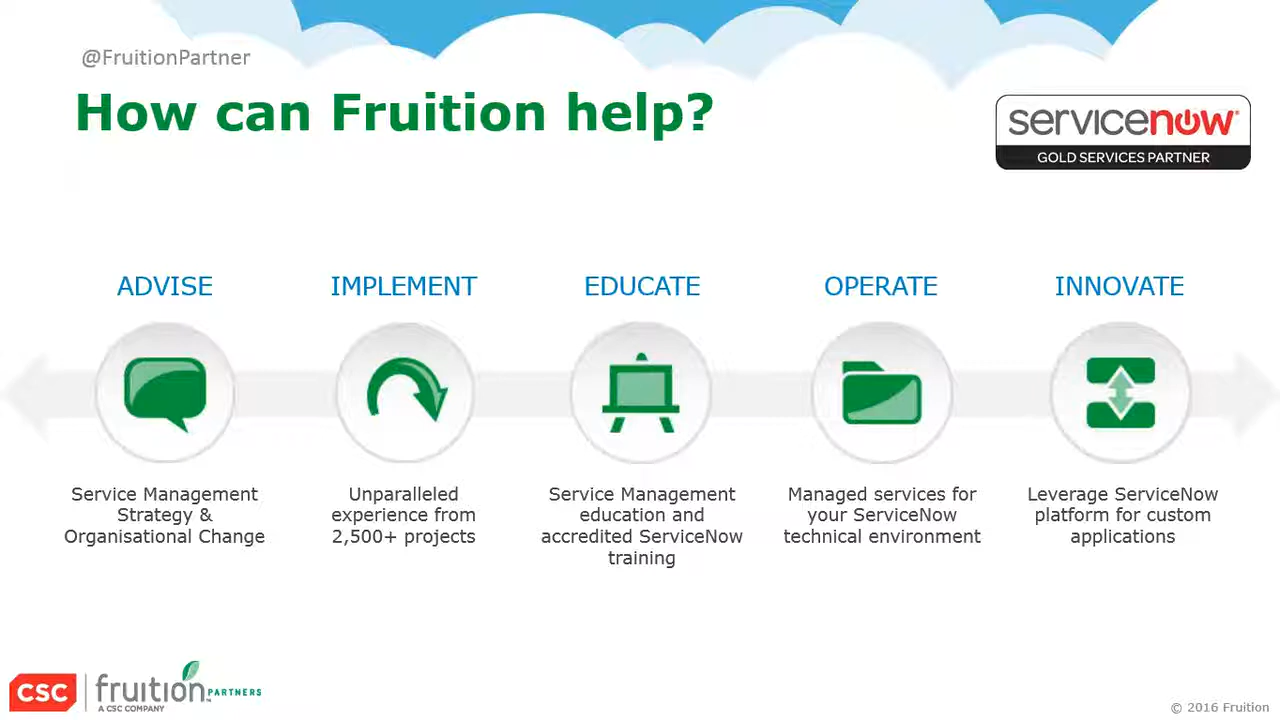 @FruitionPartner
How can Fruition help?
servicenow
GOLD SERVICES PARTNER
ADVISE
IMPLEMENT
EDUCATE
OPERATE
INNOVATE
Service Management
Strategy &
Organisational Change
Unparalleled
experience from
2,500+ projects
Service Management
education and
accredited ServiceNow
training
Managed services for
your ServiceNow
technical environment
Leverage ServiceNow
platform for custom
applications
CSC
fruition PARTNERS
A CSC COMPANY
© 2016 Fruition